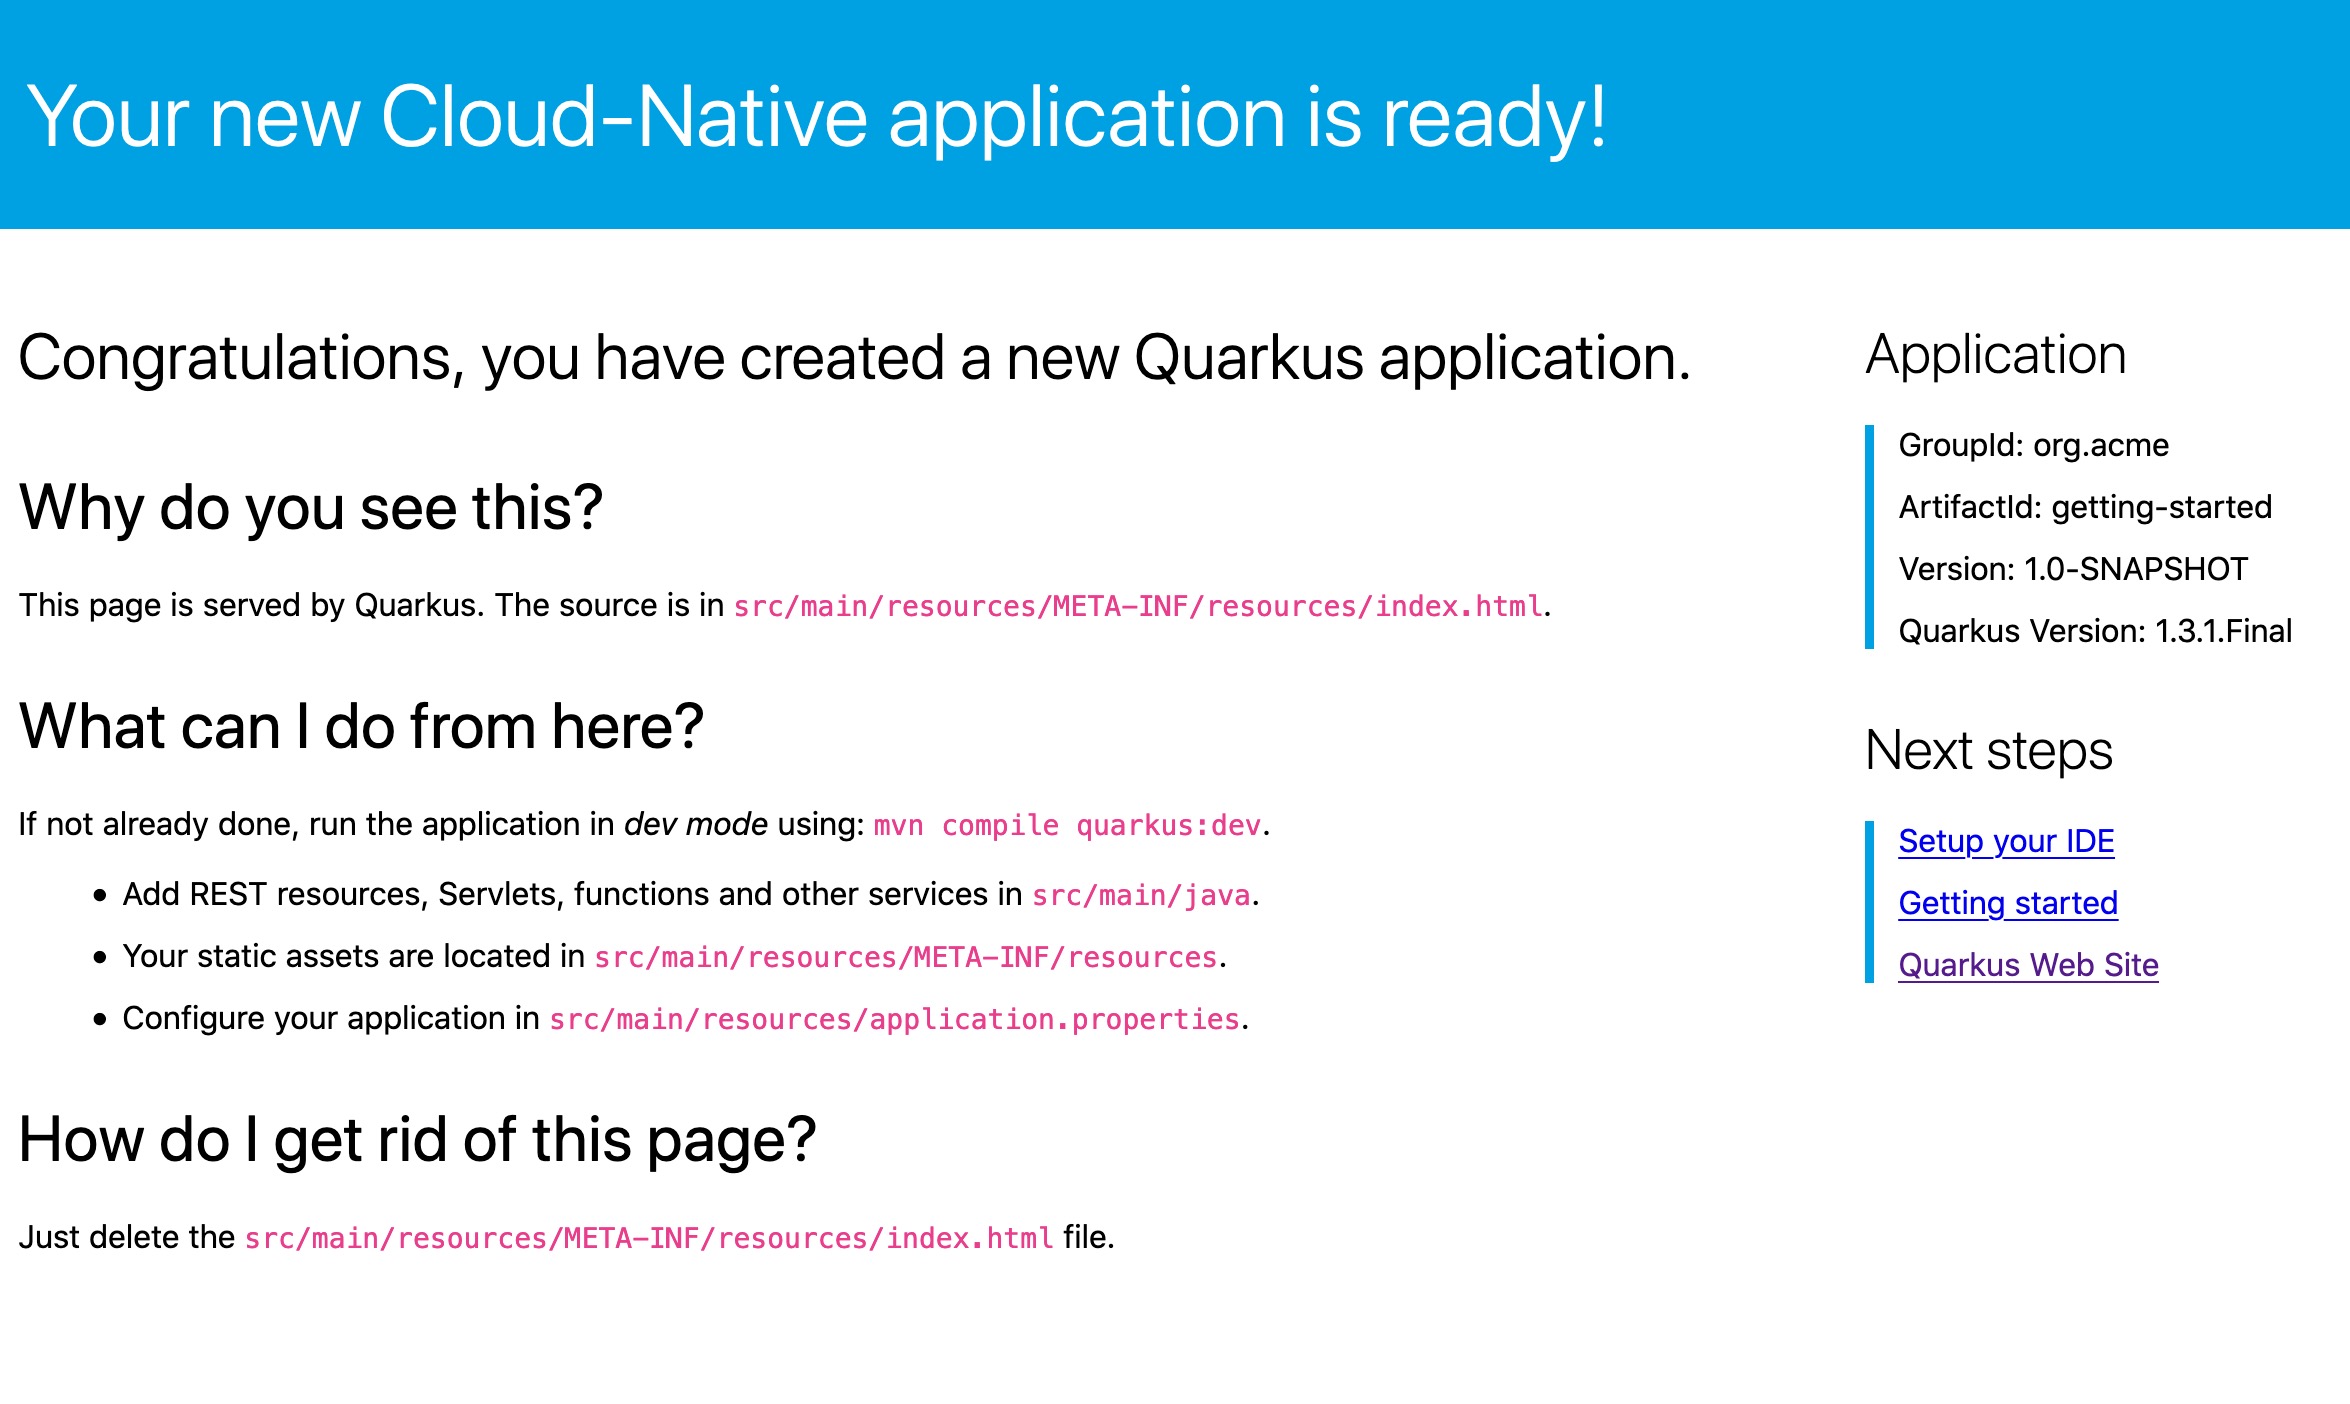 Your new Cloud-Native application is ready!
Congratulations, you have created a new Quarkus application.
Why do you see this?
This page is served by Quarkus. The source is in src/main/resources/META-INF/resources/index.html.
What can I do from here?
If not already done, run the application in dev mode using: mvn compile quarkus:dev.
• Add REST resources, Servlets, functions and other services in src/main/java.
• Your static assets are located in src/main/resources/META-INF/resources.
• Configure your application in src/main/resources/application.properties.
How do I get rid of this page?
Just delete the src/main/resources/META-INF/resources/index.html file.
Application
GroupId: org.acme
ArtifactId: getting-started
Version: 1.0-SNAPSHOT
Quarkus Version: 1.3.1.Final
Next steps
Setup your IDE
Getting started
Quarkus Web Site